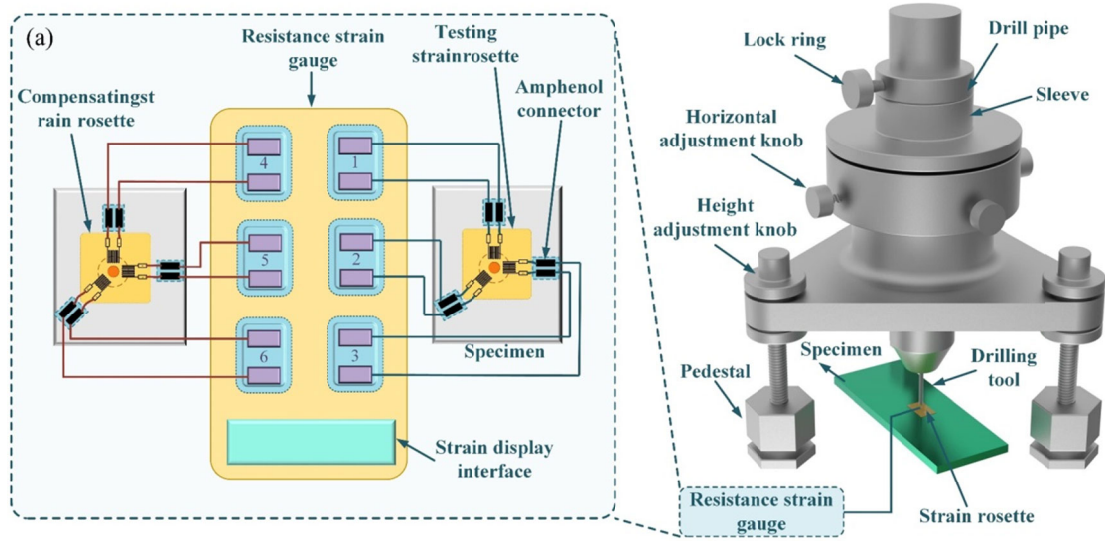 (a)
Resistance strain
gauge
Testing
strainrosette
Amphenol
connector
Compensatingst
rain rosette
4
1
5
2
6
3
Specimen
Strain display
interface
Lock ring
Drill pipe
Sleeve
Horizontal
adjustment knob
Height
adjustment knob
Specimen
Drilling
tool
Pedestal
Resistance strain
gauge
Strain rosette